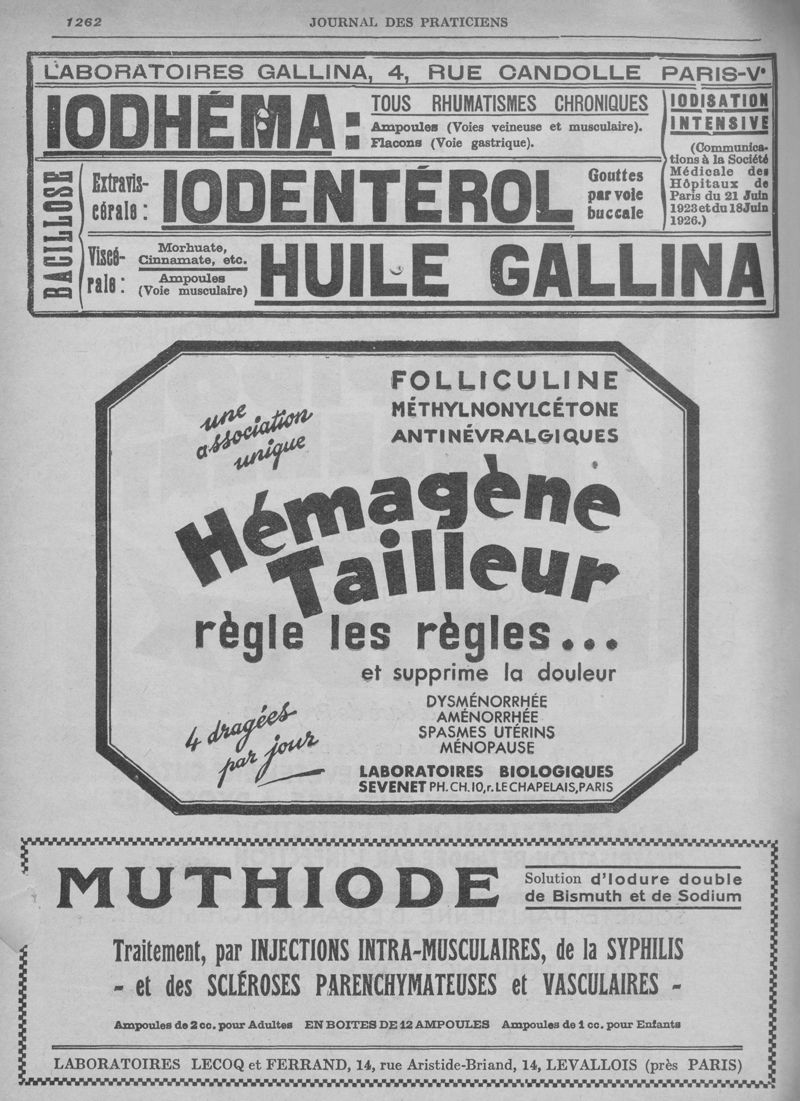 1262
JOURNAL DES PRATICIENS
LABORATOIRES GALLINA, 4, RUE CANDOLLE PARIS-Vᵉ
IODHÉMA :
TOUS RHUMATISMES CHRONIQUES
Ampoules (Voies veineuse et musculaire).
Flacons (Voie gastrique).
IODISATION
INTENSIVE
(Communica-
tions à la Société
Médicale des
Hôpitaux de
Paris du 21 Juin
1923 et du 18 Juin
1926.)
BACILLOSE
Extravis-
cérale :
IODENTÉROL
Gouttes
par voie
buccale
Viscé-
rale :
Morhuate,
Cinnamate, etc.
Ampoules
(Voie musculaire)
HUILE GALLINA
une
association
unique
FOLLICULINE
MÉTHYLNONYLCÉTONE
ANTINÉVRALGIQUES
Hémagène
Tailleur
règle les règles...
et supprime la douleur
4 dragées
par jour
DYSMÉNORRHÉE
AMÉNORRHÉE
SPASMES UTÉRINS
MÉNOPAUSE
LABORATOIRES BIOLOGIQUES
SEVENET PH. CH. 10, r. LE CHAPELAIS, PARIS
MUTHIODE
Solution d'Iodure double
de Bismuth et de Sodium
Traitement, par INJECTIONS INTRA-MUSCULAIRES, de la SYPHILIS
- et des SCLÉROSES PARENCHYMATEUSES et VASCULAIRES -
Ampoules de 2 cc. pour Adultes EN BOITES DE 12 AMPOULES Ampoules de 1 cc. pour Enfants
LABORATOIRES LECOQ et FERRAND, 14, rue Aristide-Briand, 14, LEVALLOIS (près PARIS)